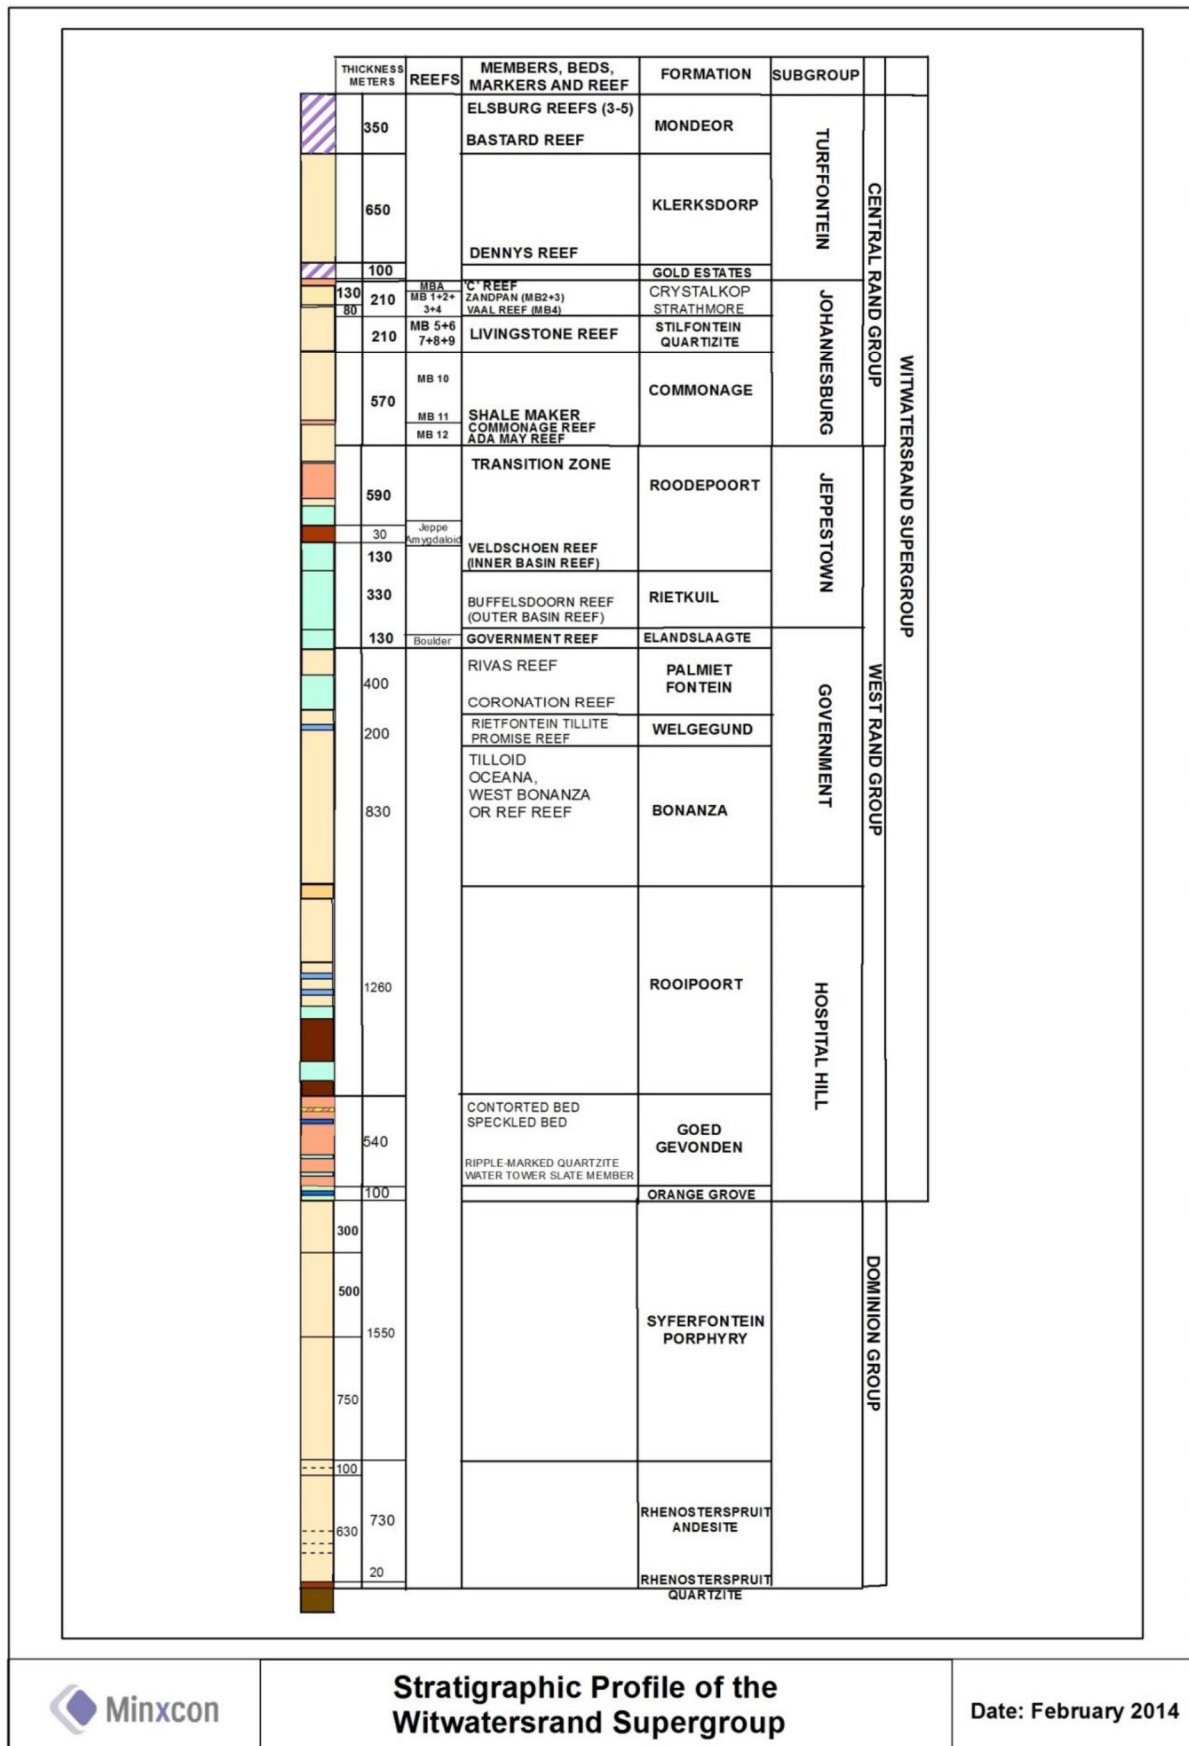 THICKNESS
METERS
REEFS
MEMBERS, BEDS,
MARKERS AND REEF
FORMATION
SUBGROUP
350
ELSBURG REEFS (3-5)
BASTARD REEF
MONDEOR
TURFFONTEIN
CENTRAL RAND GROUP
WITWATERSRAND SUPERGROUP
650
DENNYS REEF
KLERKSDORP
100
GOLD ESTATES
130
80
210
MBA
MB 1+2+
3+4
'C' REEF
ZANDPAN (MB2+3)
VAAL REEF (MB4)
CRYSTALKOP
STRATHMORE
JOHANNESBURG
210
MB 5+6
7+8+9
LIVINGSTONE REEF
STILFONTEIN
QUARTIZITE
570
MB 10
MB 11
MB 12
SHALE MAKER
COMMONAGE REEF
ADA MAY REEF
COMMONAGE
590
TRANSITION ZONE
ROODEPOORT
JEPPESTOWN
WEST RAND GROUP
30
Jeppe
Amygdaloid
130
VELDSCHOEN REEF
(INNER BASIN REEF)
330
BUFFELSDOORN REEF
(OUTER BASIN REEF)
RIETKUIL
130
Boulder
GOVERNMENT REEF
ELANDSLAAGTE
GOVERNMENT
400
RIVAS REEF
CORONATION REEF
PALMIET
FONTEIN
200
RIETFONTEIN TILLITE
PROMISE REEF
WELGEGUND
830
TILLOID
OCEANA,
WEST BONANZA
OR REF REEF
BONANZA
1260
ROOIPOORT
HOSPITAL HILL
540
CONTORTED BED
SPECKLED BED
RIPPLE-MARKED QUARTZITE
WATER TOWER SLATE MEMBER
GOED
GEVONDEN
100
ORANGE GROVE
300
500
1550
750
SYFERFONTEIN
PORPHYRY
DOMINION GROUP
100
630
730
RHENOSTERSPRUIT
ANDESITE
20
RHENOSTERSPRUIT
QUARTZITE
Minxcon
Stratigraphic Profile of the
Witwatersrand Supergroup
Date: February 2014